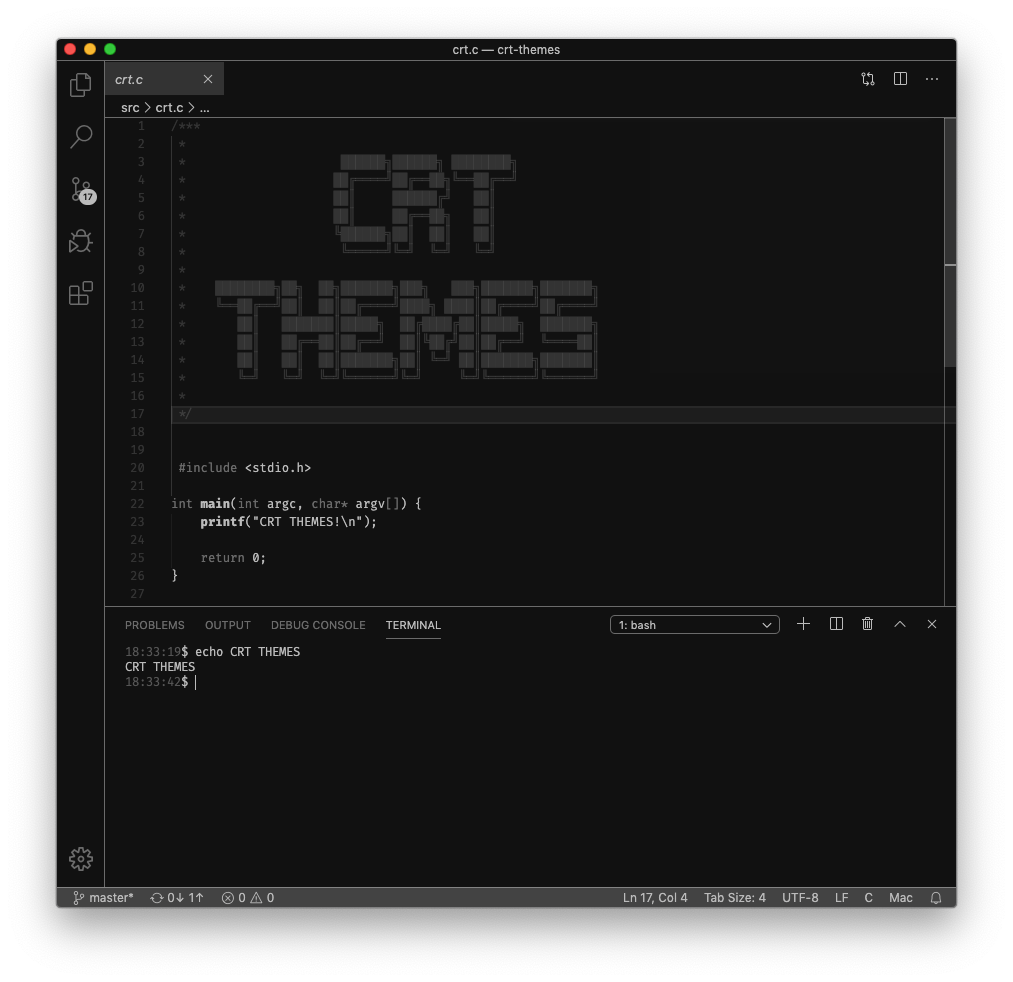 crt.c — crt-themes
crt.c
src > crt.c > ...
1 /***
2 *
3 *
4 *
5 *
6 *
7 *
8 *
9 *
10 *
11 *
12 *
13 *
14 *
15 *
16 *
17 */
CRT
THEMES
18
19
20 #include <stdio.h>
21
22 int main(int argc, char* argv[]) {
23 printf("CRT THEMES!\n");
24
25 return 0;
26 }
27
17
PROBLEMS OUTPUT DEBUG CONSOLE TERMINAL 1: bash
18:33:19$ echo CRT THEMES
CRT THEMES
18:33:42$
master* 0↓ 1↑ 0 0 Ln 17, Col 4 Tab Size: 4 UTF-8 LF C Mac